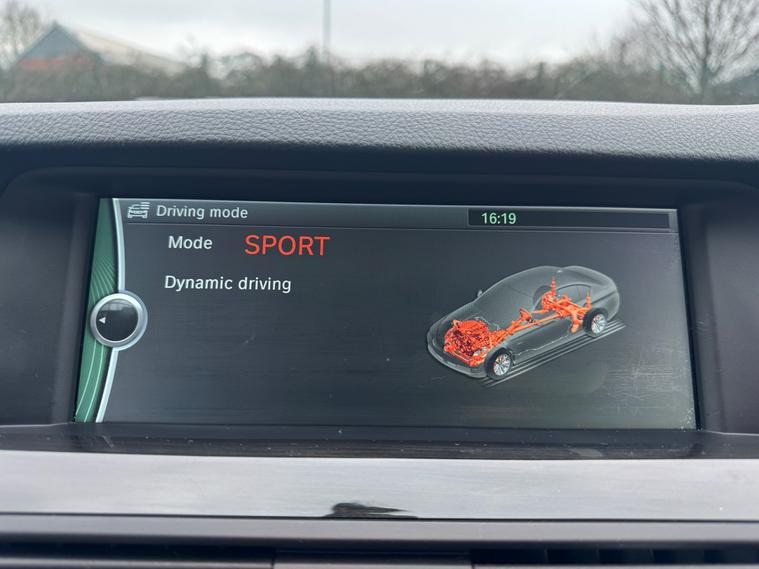 Driving mode
16:19
Mode SPORT
Dynamic driving